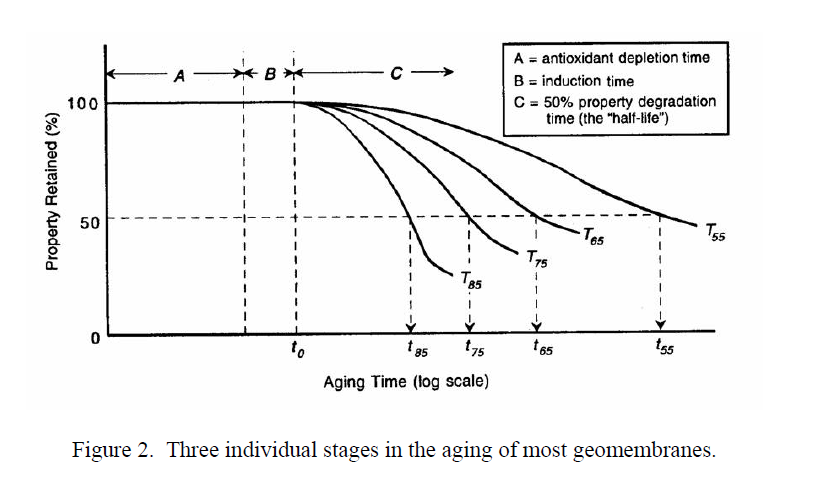 A B C
A = antioxidant depletion time
B = induction time
C = 50% property degradation
time (the "half-life")
100
50
0
Property Retained (%)
T85
T75
T65
T55
to
t85
t75
t65
t55
Aging Time (log scale)
Figure 2. Three individual stages in the aging of most geomembranes.